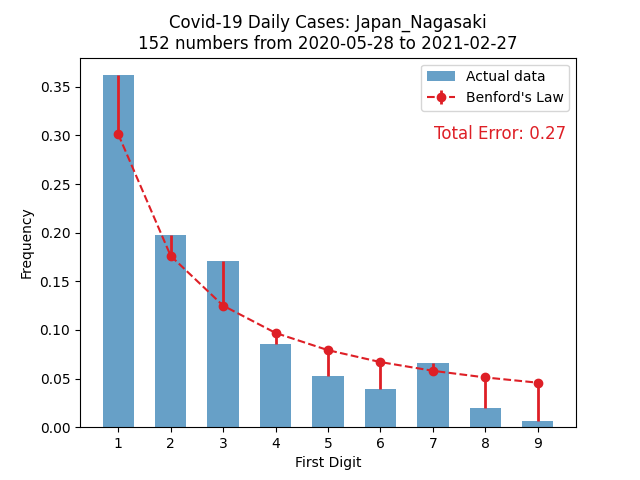 Covid-19 Daily Cases: Japan_Nagasaki
152 numbers from 2020-05-28 to 2021-02-27
Actual data
Benford's Law
Total Error: 0.27
Frequency
0.35
0.30
0.25
0.20
0.15
0.10
0.05
0.00
1 2 3 4 5 6 7 8 9
First Digit